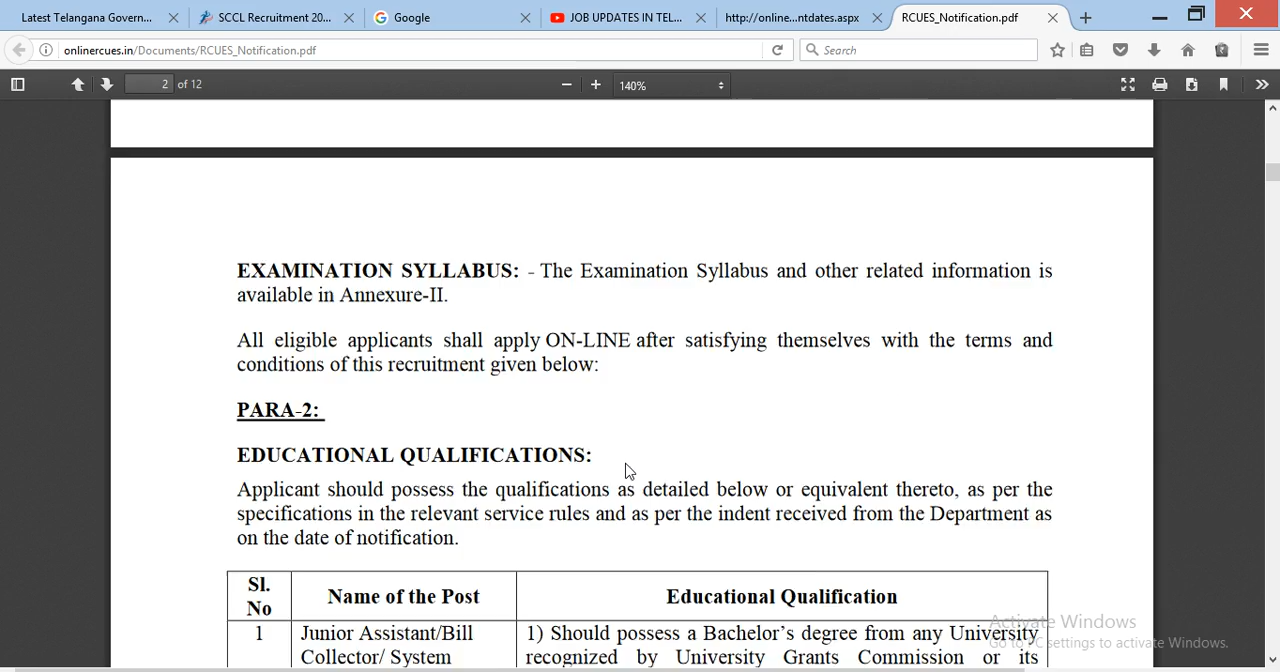 Latest Telangana Govern...
SCCL Recruitment 20...
Google
JOB UPDATES IN TEL...
http://online...ntdates.aspx
RCUES_Notification.pdf
onlinercues.in/Documents/RCUES_Notification.pdf
Search
2 of 12
140%
EXAMINATION SYLLABUS: - The Examination Syllabus and other related information is
available in Annexure-II.
All eligible applicants shall apply ON-LINE after satisfying themselves with the terms and
conditions of this recruitment given below:
PARA-2:
EDUCATIONAL QUALIFICATIONS:
Applicant should possess the qualifications as detailed below or equivalent thereto, as per the
specifications in the relevant service rules and as per the indent received from the Department as
on the date of notification.
Sl.
No
Name of the Post
Educational Qualification
1
Junior Assistant/Bill
Collector/ System
1) Should possess a Bachelor's degree from any University
recognized by University Grants Commission or its
Activate Windows
Go to PC settings to activate Windows.